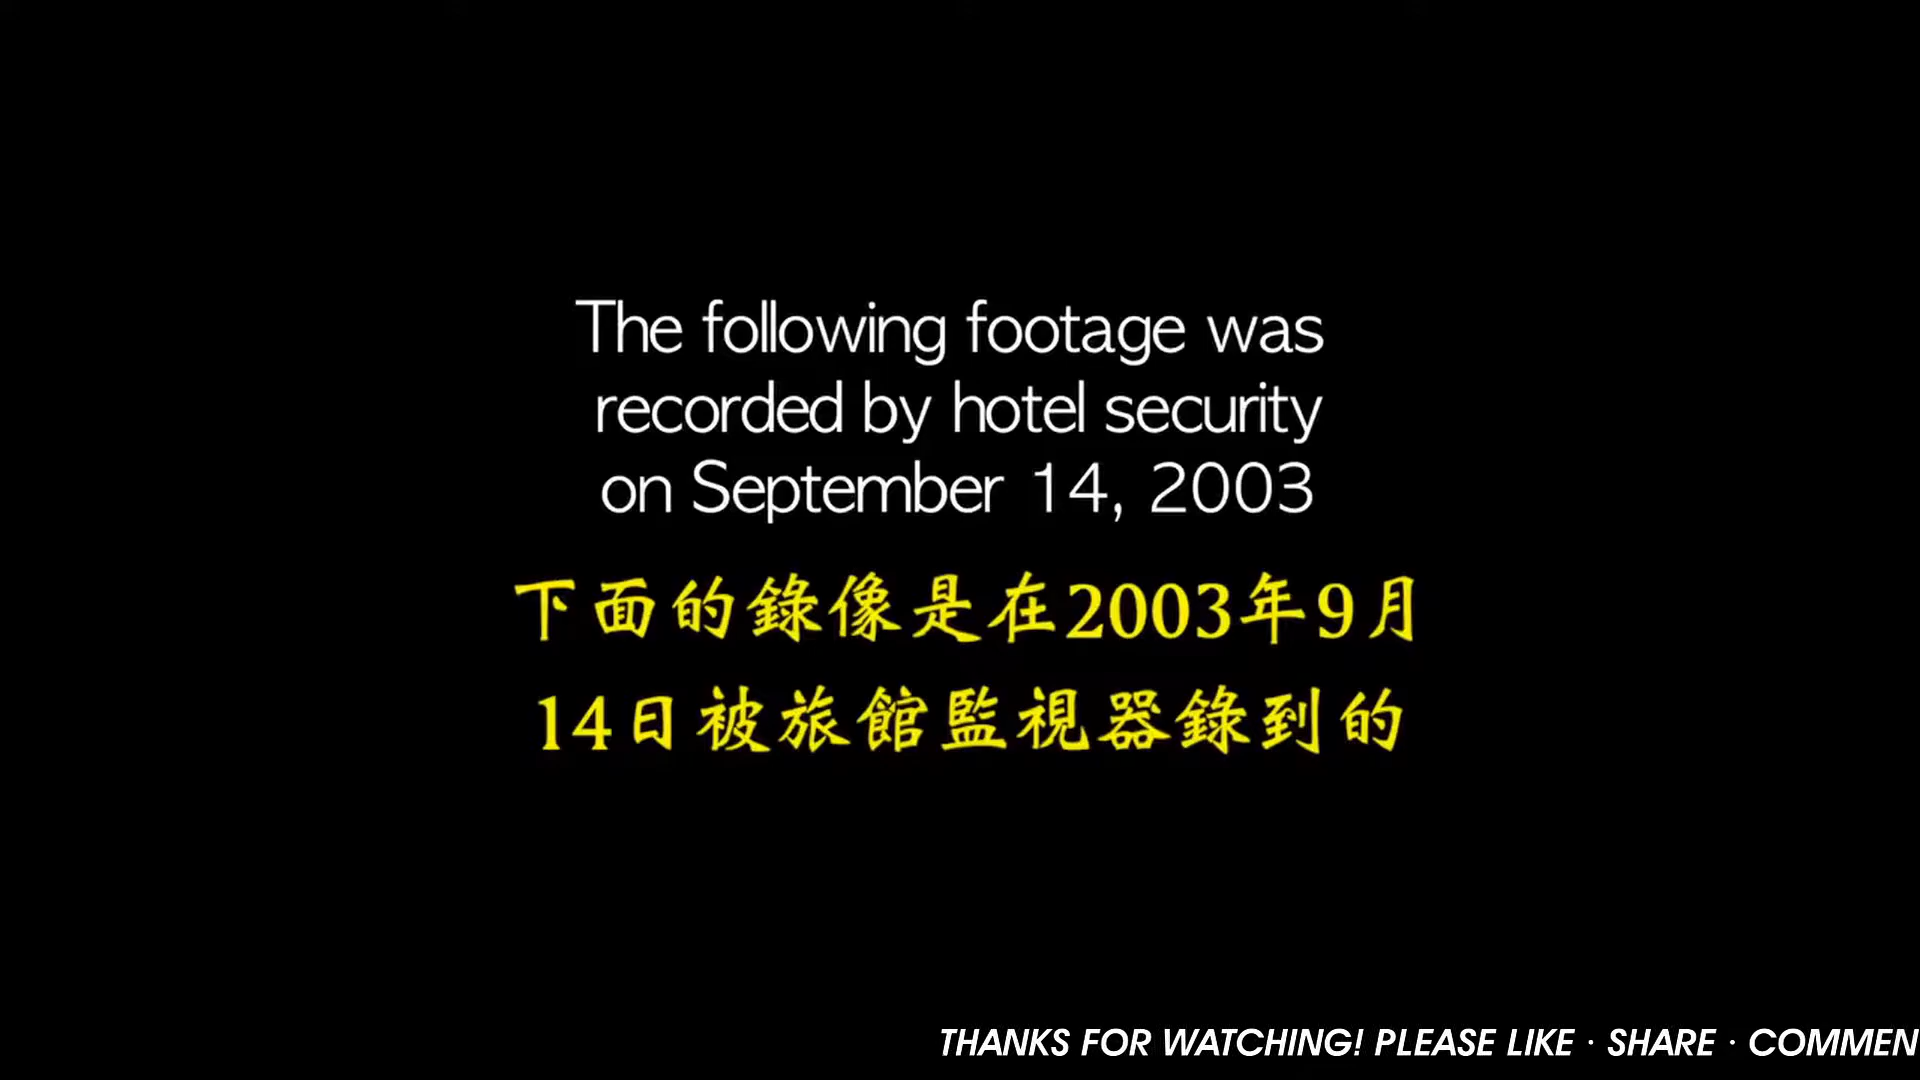 The following footage was
recorded by hotel security
on September 14, 2003
下面的錄像是在2003年9月
14日被旅館監視器錄到的
THANKS FOR WATCHING! PLEASE LIKE · SHARE · COMMEN